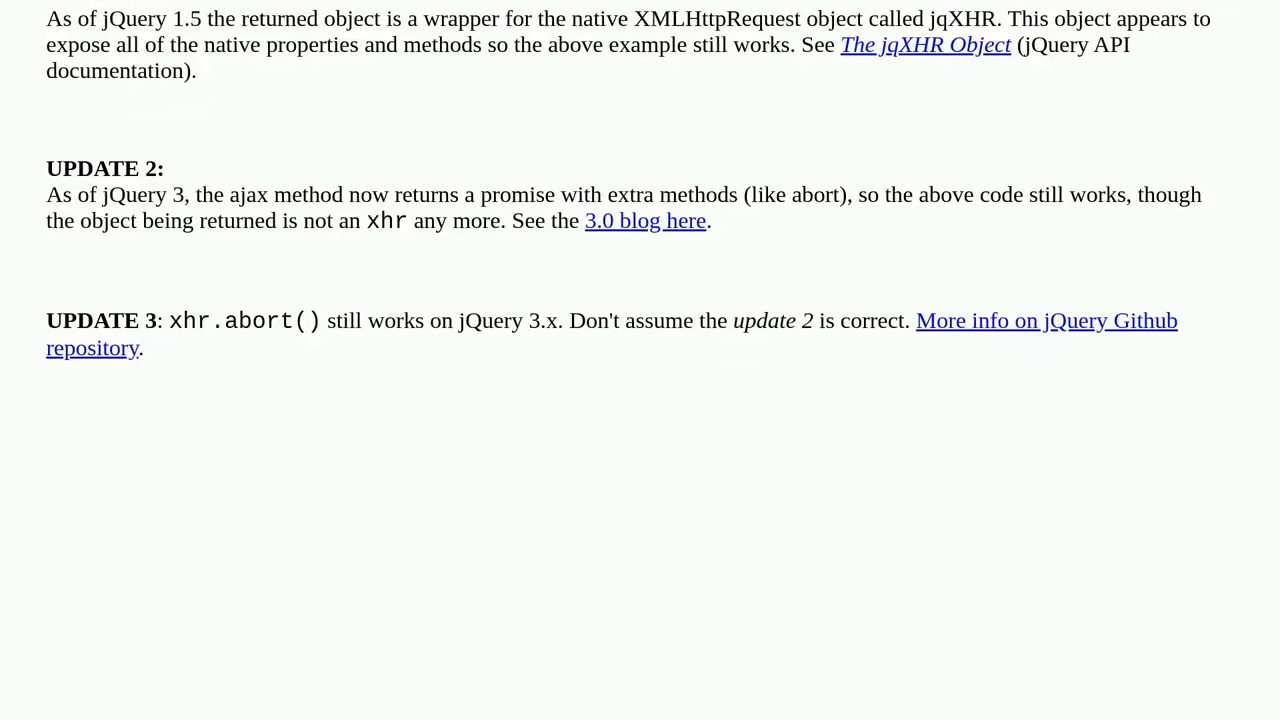 As of jQuery 1.5 the returned object is a wrapper for the native XMLHttpRequest object called jqXHR. This object appears to
expose all of the native properties and methods so the above example still works. See The jqXHR Object (jQuery API
documentation).
UPDATE 2:
As of jQuery 3, the ajax method now returns a promise with extra methods (like abort), so the above code still works, though
the object being returned is not an xhr any more. See the 3.0 blog here.
UPDATE 3: xhr.abort() still works on jQuery 3.x. Don't assume the update 2 is correct. More info on jQuery Github
repository.